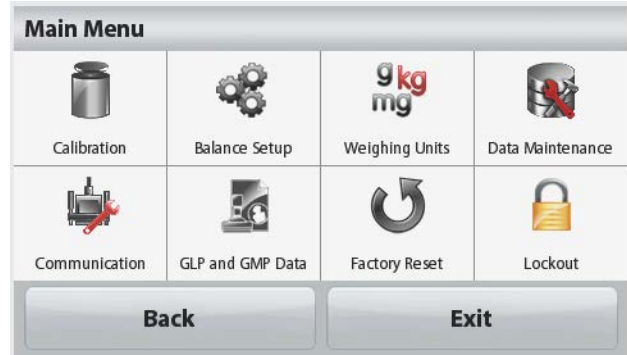 Main Menu
g kg
mg
Calibration
Balance Setup
Weighing Units
Data Maintenance
Communication
GLP and GMP Data
Factory Reset
Lockout
Back
Exit